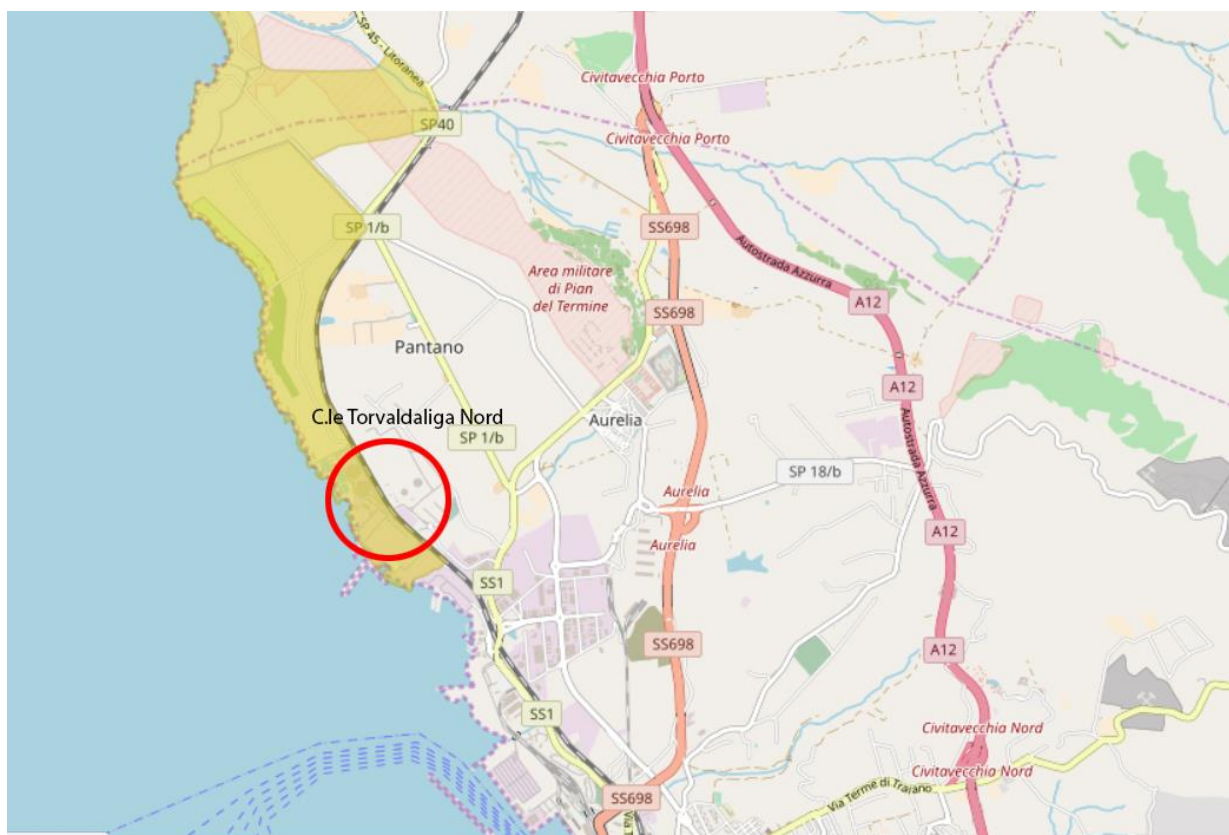 SP 45 - Litoranea
Civitavecchia Porto
SP40
Civitavecchia Porto
SP 1/b
SS698
Autostrada Azzurra
Area militare
di Pian
del Termine
A12
SS698
Pantano
A12
C.le Torvaldaliga Nord
Aurelia
Autostrada Azzurra
SP 1/b
SP 18/b
Aurelia
A12
Aurelia
SS1
SS698
A12
SS1
Civitavecchia Nord
Civitavecchia Nord
SS698
Via Terme di Traiano